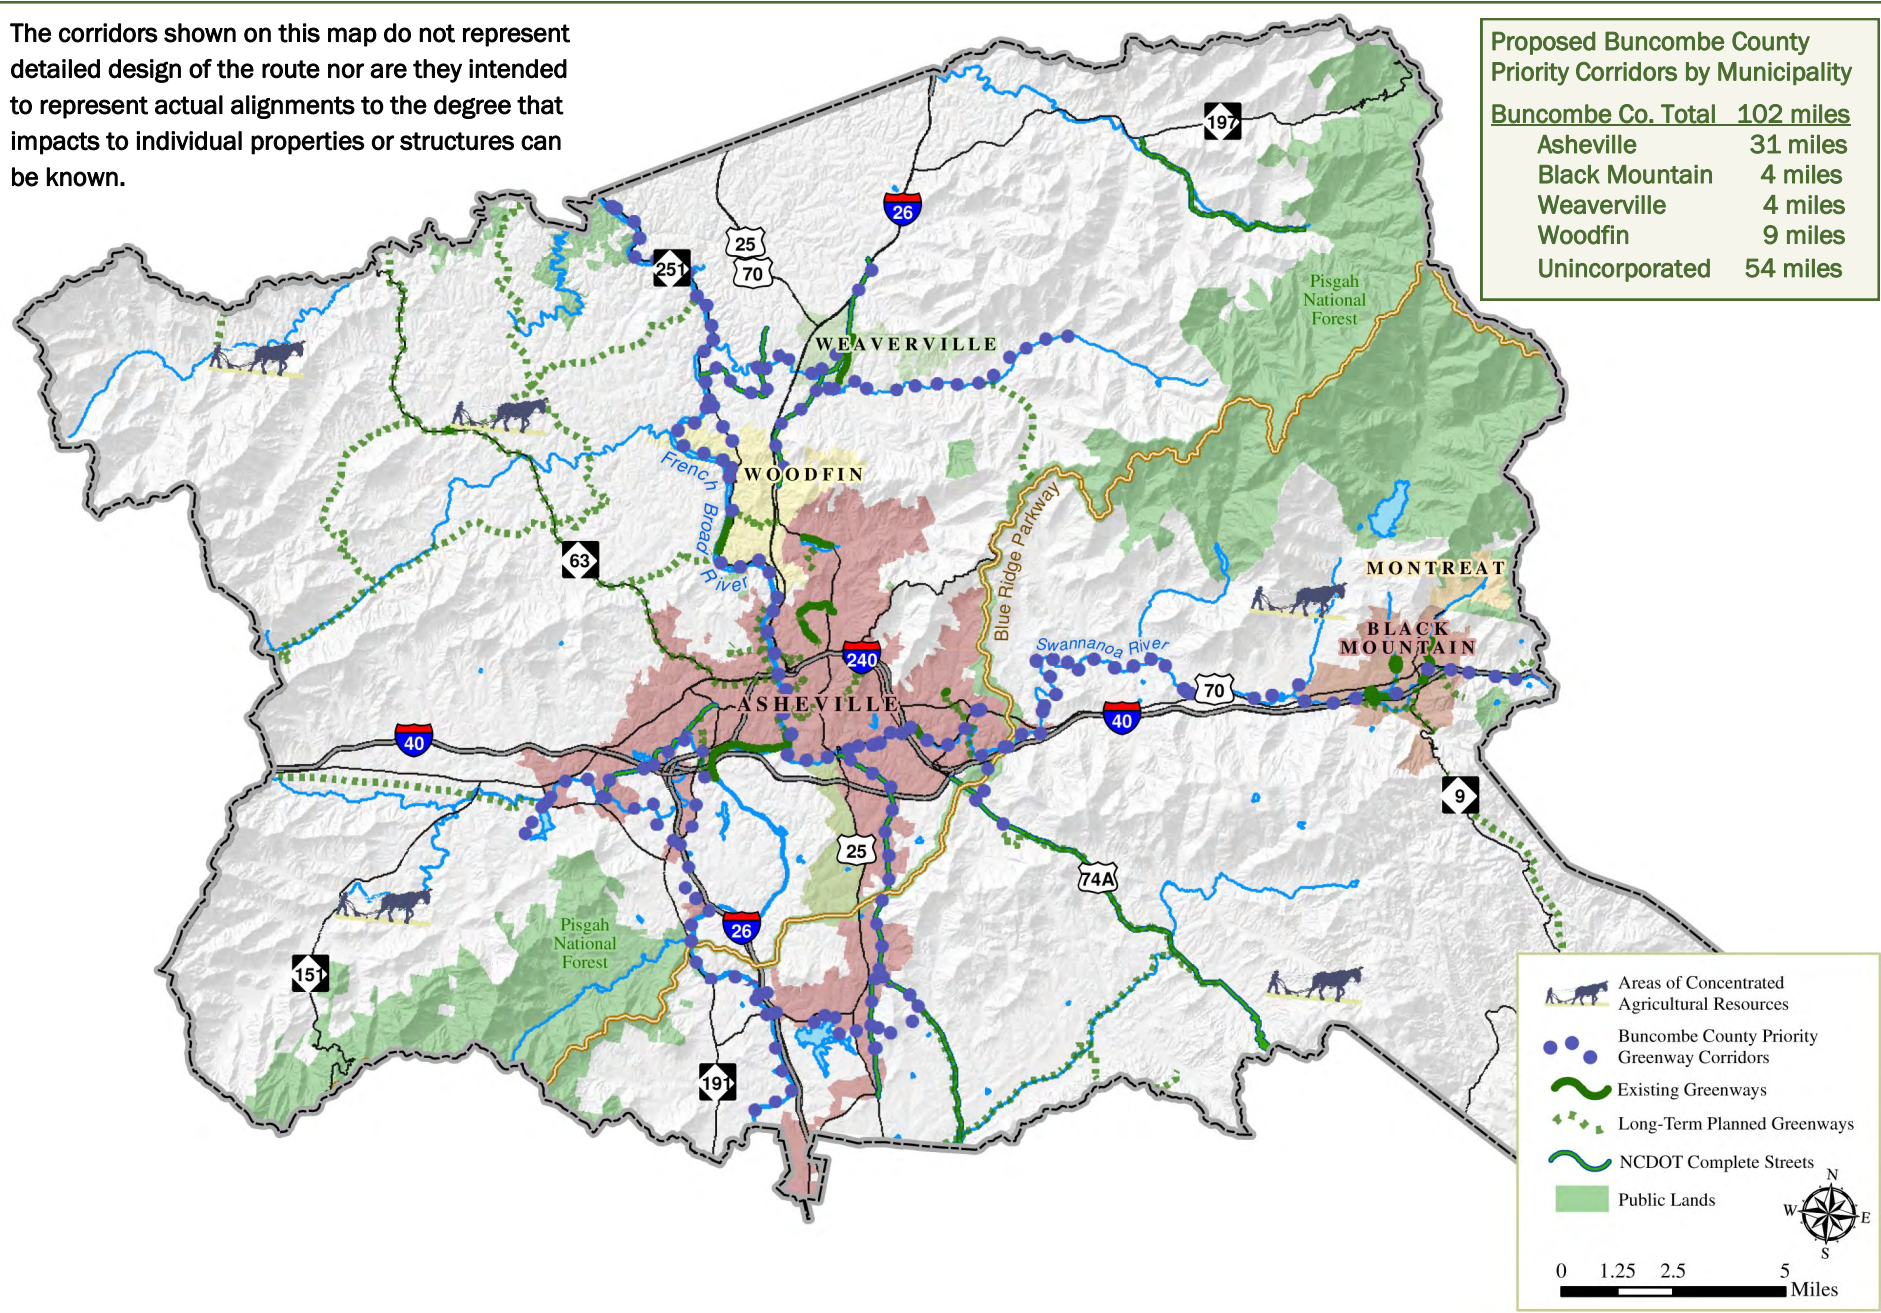 The corridors shown on this map do not represent
detailed design of the route nor are they intended
to represent actual alignments to the degree that
impacts to individual properties or structures can
be known.
Proposed Buncombe County
Priority Corridors by Municipality
Buncombe Co. Total 102 miles
Asheville 31 miles
Black Mountain 4 miles
Weaverville 4 miles
Woodfin 9 miles
Unincorporated 54 miles
197
26
25
70
251
Pisgah
National
Forest
WEAVERVILLE
WOODFIN
French Broad River
63
Blue Ridge Parkway
MONTREAT
BLACK
MOUNTAIN
Swannanoa River
240
70
ASHEVILLE
40
40
9
25
74A
Pisgah
National
Forest
26
151
191
Areas of Concentrated
Agricultural Resources
Buncombe County Priority
Greenway Corridors
Existing Greenways
Long-Term Planned Greenways
NCDOT Complete Streets
Public Lands
N
W E
S
0 1.25 2.5 5
Miles